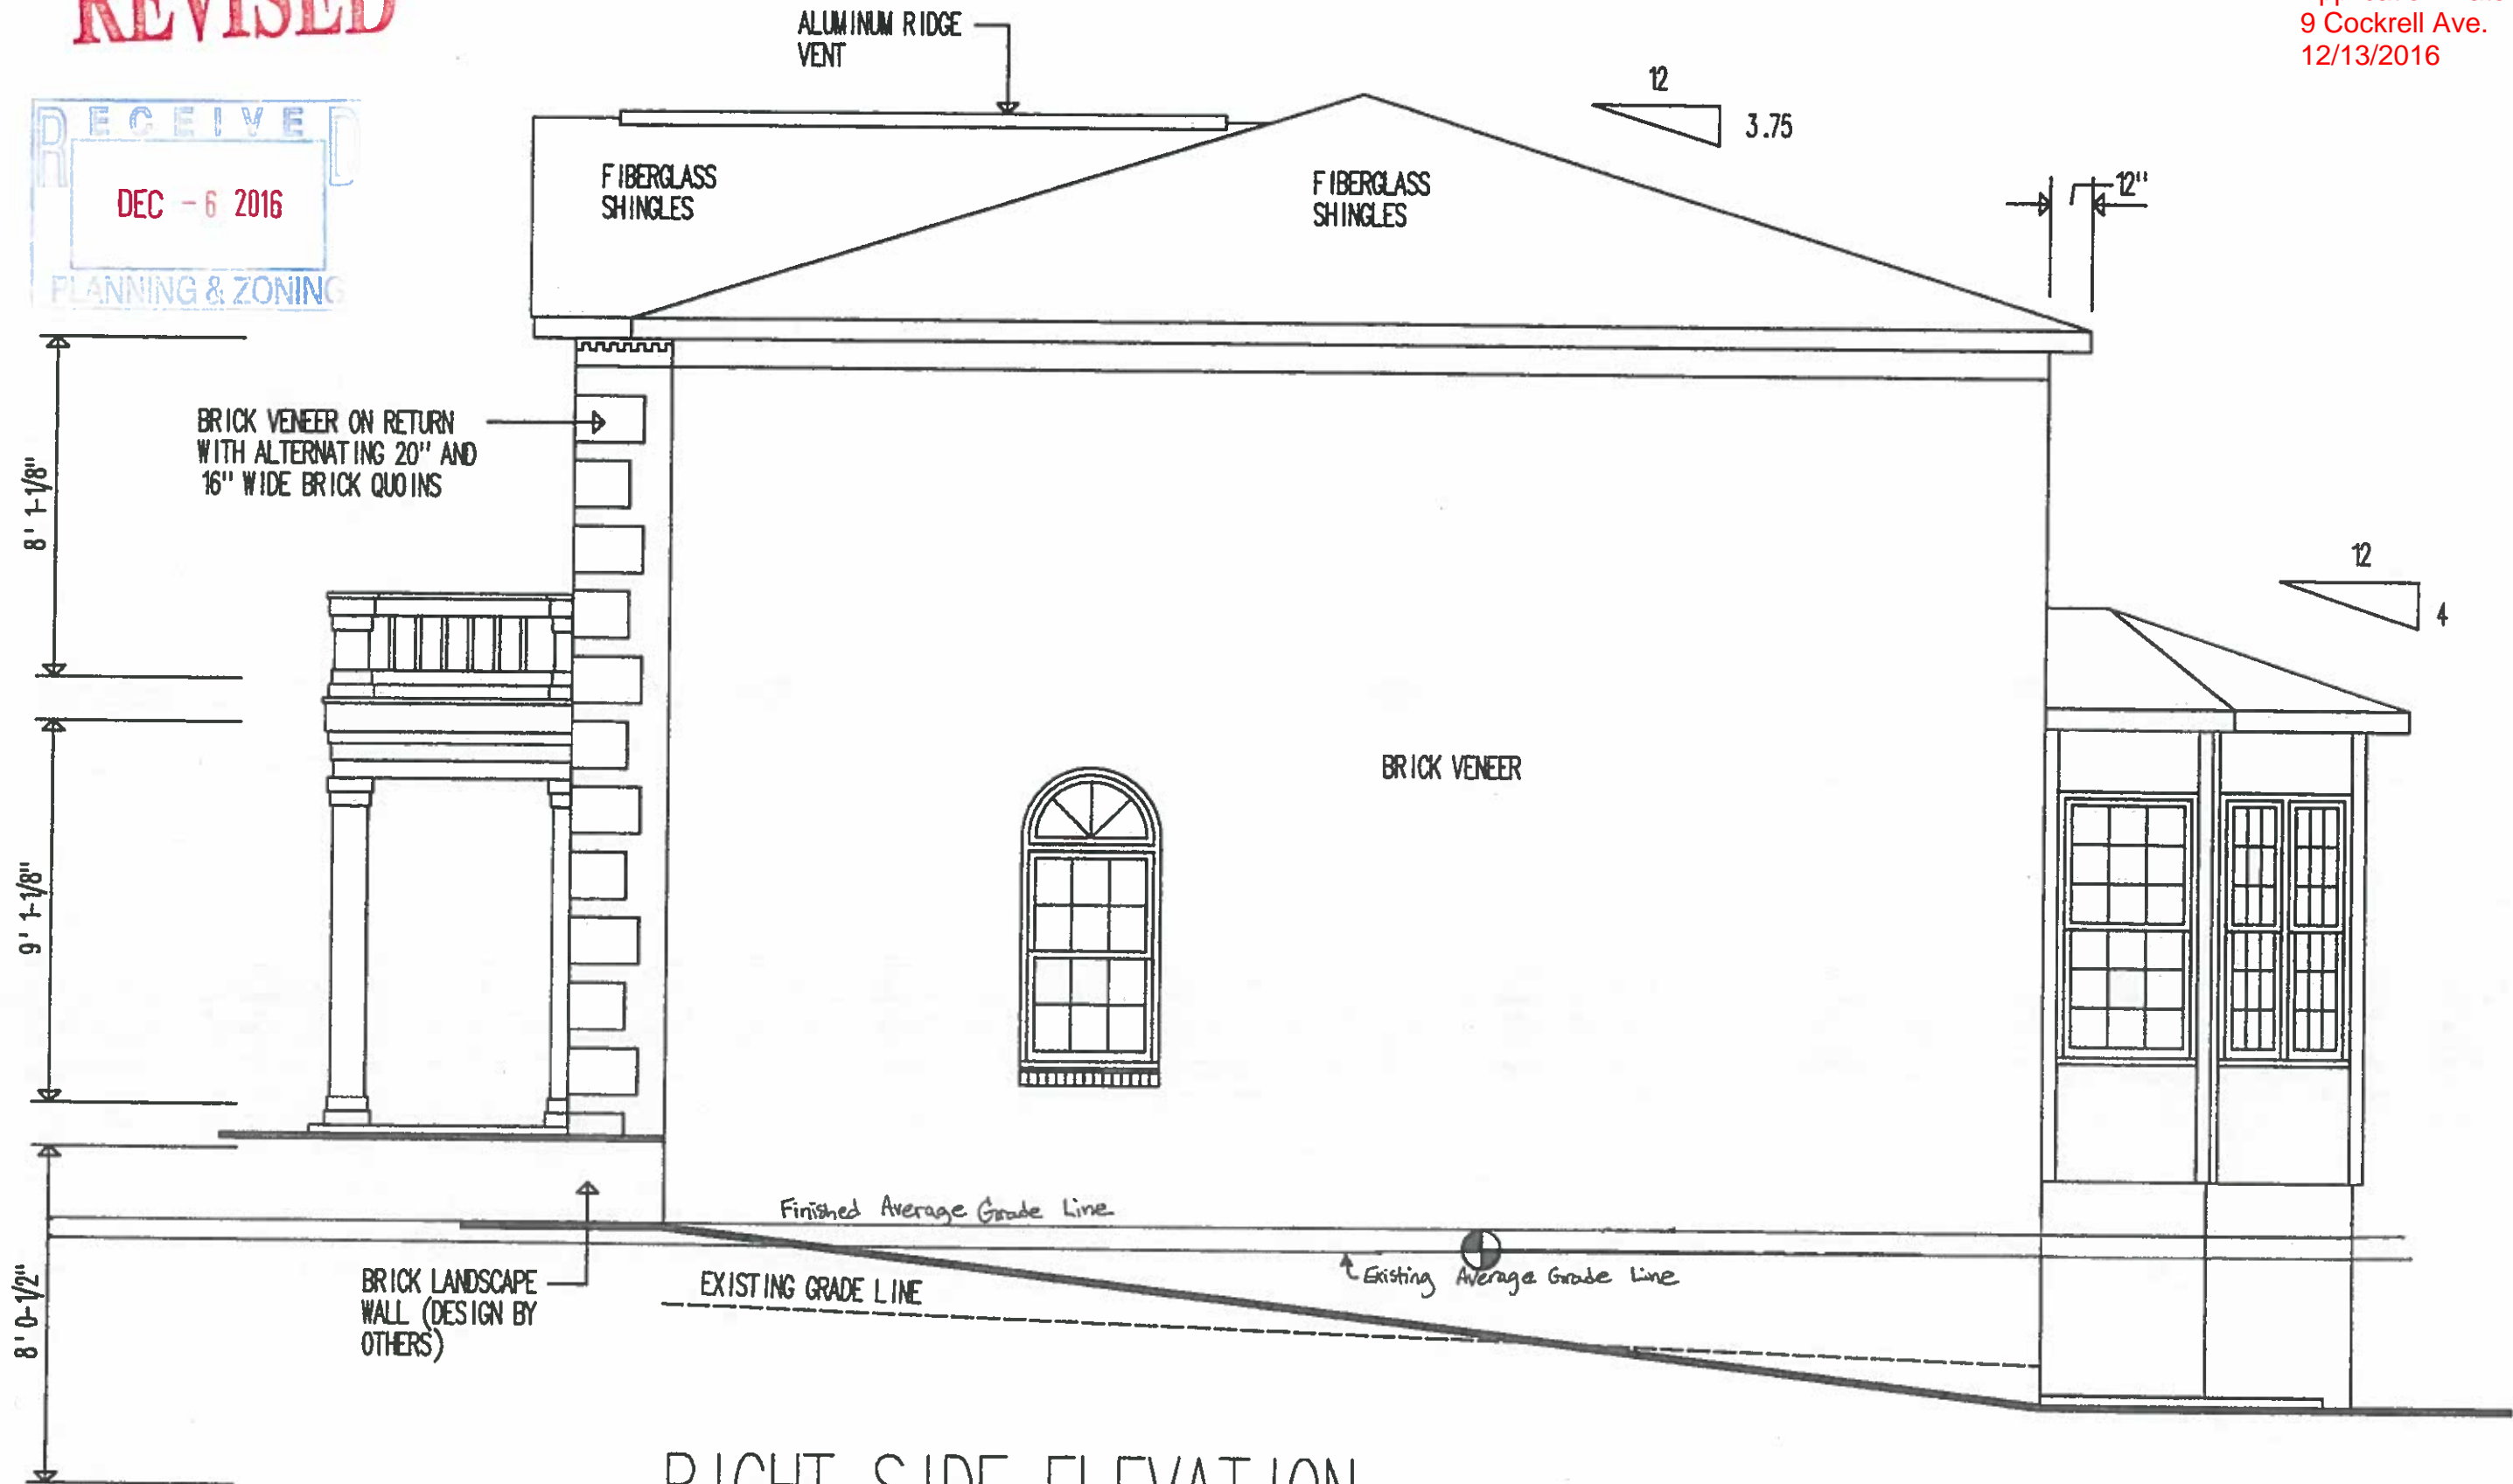 REVISED
9 Cockrell Ave.
12/13/2016
RECEIVED
DEC - 6 2016
PLANNING & ZONING
ALUMINUM RIDGE
VENT
12
3.75
FIBERGLASS
SHINGLES
FIBERGLASS
SHINGLES
12"
8' 1-1/8"
BRICK VENEER ON RETURN
WITH ALTERNATING 20" AND
16" WIDE BRICK QUOINS
12
4
BRICK VENEER
9' 1-1/8"
Finished Average Grade Line
Existing Average Grade Line
EXISTING GRADE LINE
BRICK LANDSCAPE
WALL (DESIGN BY
OTHERS)
8' 0-1/2"
RIGHT SIDE ELEVATION